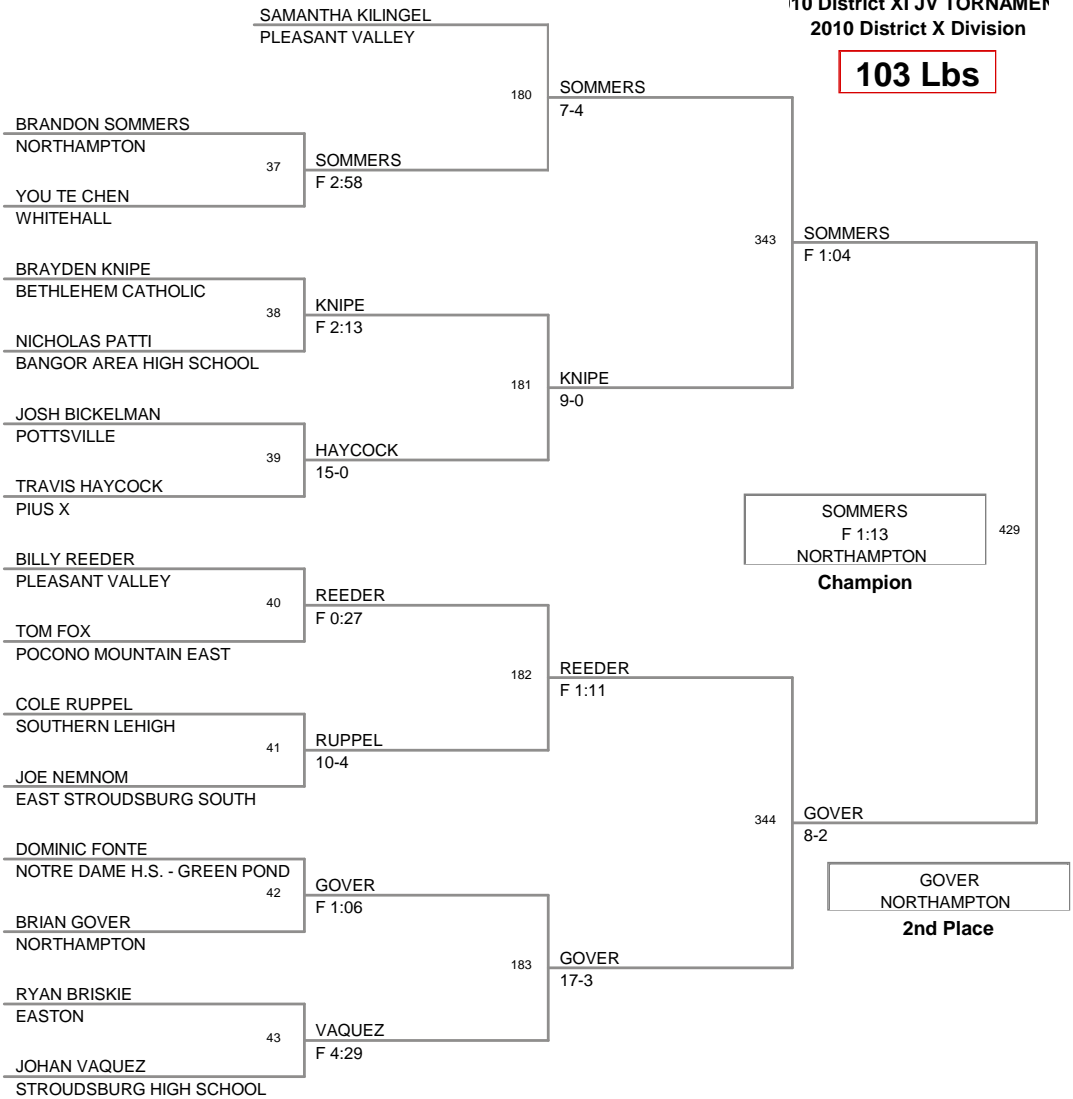 District XI JV
2010 District X Division
103 Lbs
SAMANTHA KILINGEL
PLEASANT VALLEY
180
SOMMERS
7-4
BRANDON SOMMERS
NORTHAMPTON
37
SOMMERS
F 2:58
YOU TE CHEN
WHITEHALL
343
SOMMERS
F 1:04
BRAYDEN KNIPE
BETHLEHEM CATHOLIC
38
KNIPE
F 2:13
NICHOLAS PATTI
BANGOR AREA HIGH SCHOOL
181
KNIPE
9-0
JOSH BICKELMAN
POTTSVILLE
39
HAYCOCK
15-0
TRAVIS HAYCOCK
PIUS X
SOMMERS
F 1:13
NORTHAMPTON
429
Champion
BILLY REEDER
PLEASANT VALLEY
40
REEDER
F 0:27
TOM FOX
POCONO MOUNTAIN EAST
182
REEDER
F 1:11
COLE RUPPEL
SOUTHERN LEHIGH
41
RUPPEL
10-4
JOE NEMNOM
EAST STROUDSBURG SOUTH
344
GOVER
8-2
DOMINIC FONTE
NOTRE DAME H.S. - GREEN POND
42
GOVER
F 1:06
BRIAN GOVER
NORTHAMPTON
GOVER
NORTHAMPTON
2nd Place
183
GOVER
17-3
RYAN BRISKIE
EASTON
43
VAQUEZ
F 4:29
JOHAN VAQUEZ
STROUDSBURG HIGH SCHOOL